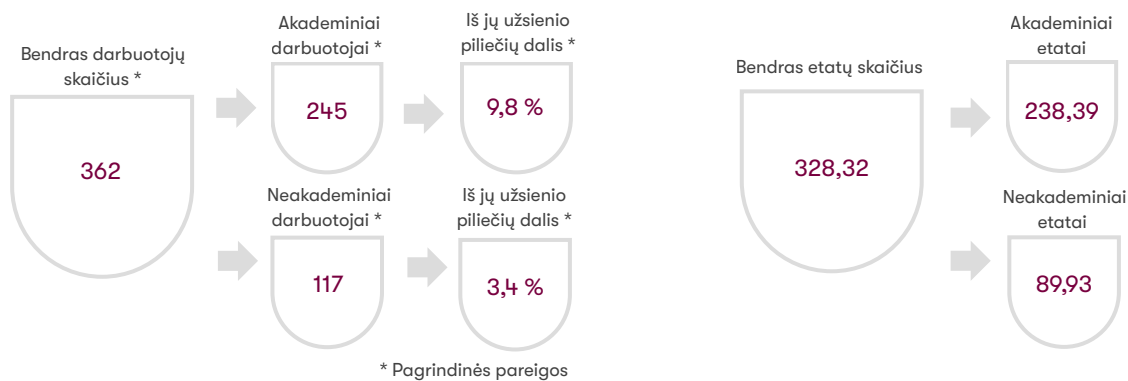 Bendras darbuotojų
skaičius *
362
Akademiniai
darbuotojai *
245
Iš jų užsienio
piliečių dalis *
9,8 %
Neakademiniai
darbuotojai *
117
Iš jų užsienio
piliečių dalis *
3,4 %
* Pagrindinės pareigos
Bendras etatų skaičius
328,32
Akademiniai
etatai
238,39
Neakademiniai
etatai
89,93